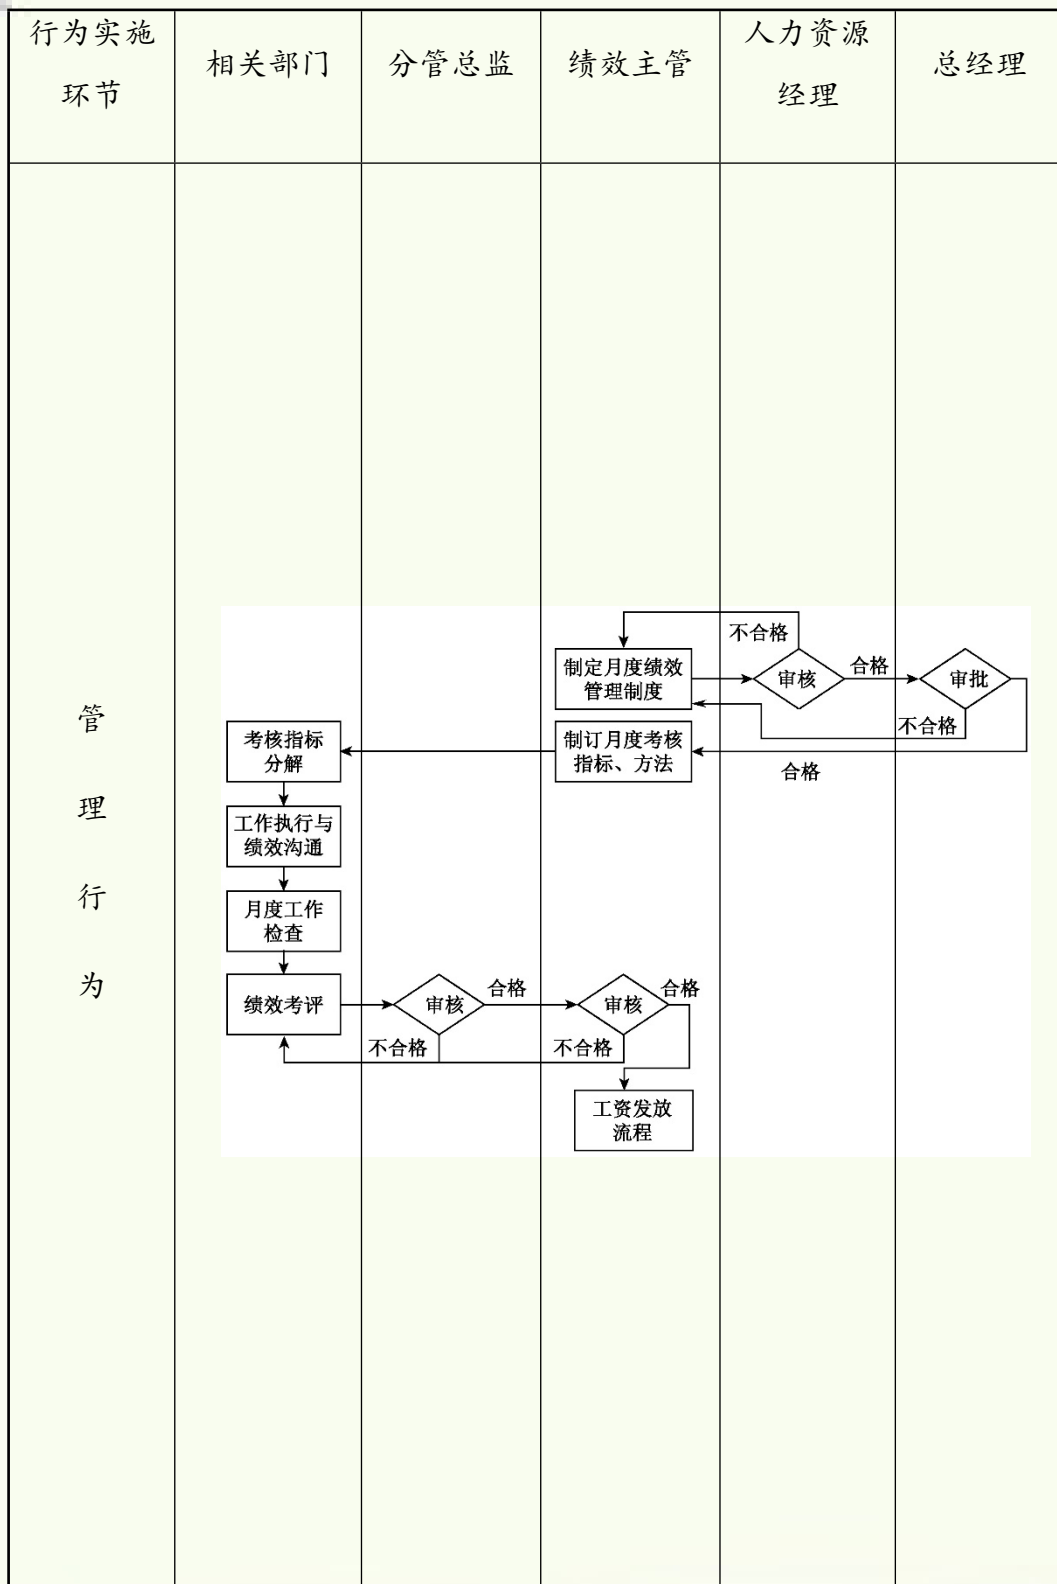 行为实施
环节
相关部门
分管总监
绩效主管
人力资源
经理
总经理
管
理
行
为
不合格
制定月度绩效
管理制度
审核
合格
审批
不合格
考核指标
分解
制订月度考核
指标、方法
合格
工作执行与
绩效沟通
月度工作
检查
绩效考评
审核
合格
审核
合格
不合格
不合格
工资发放
流程